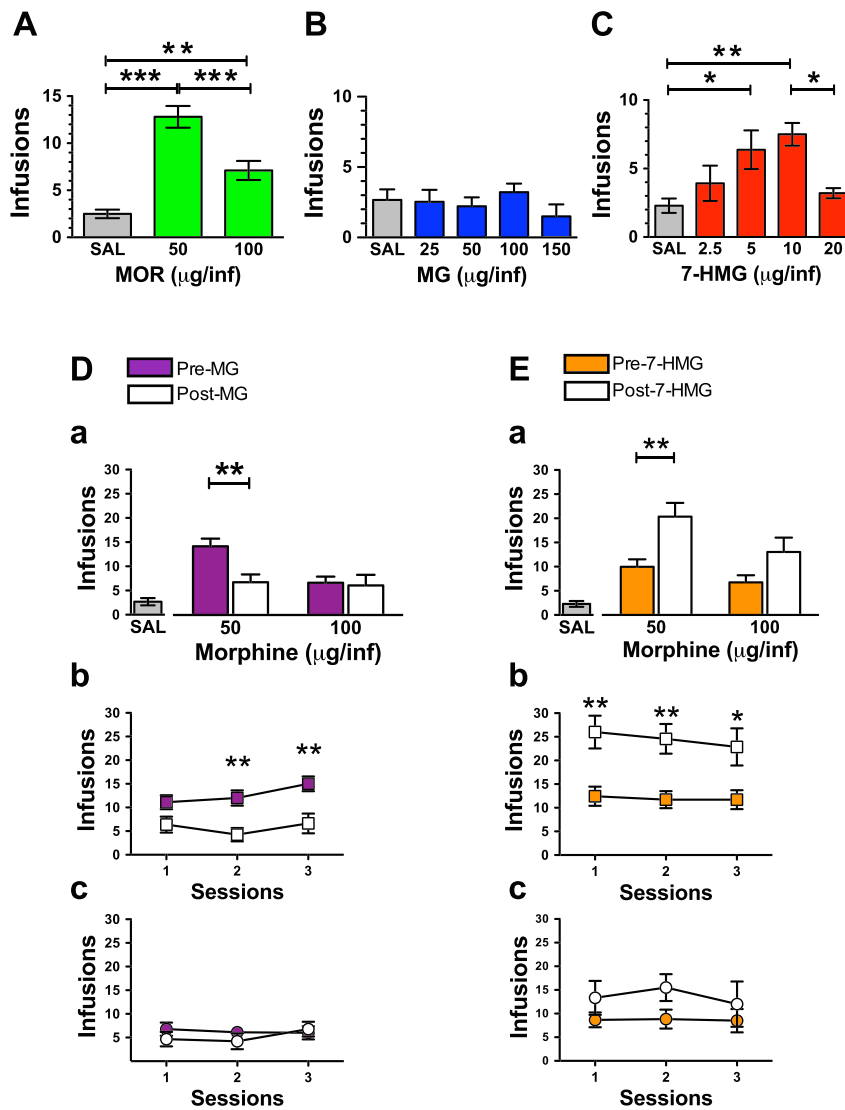 A
B
C
**
***
***
**
*
*
Infusions
15
10
5
0
SAL
50
100
MOR (μg/inf)
Infusions
10
5
0
SAL
25
50
100
150
MG (μg/inf)
Infusions
10
5
0
SAL
2.5
5
10
20
7-HMG (μg/inf)
D
Pre-MG
Post-MG
a
**
Infusions
30
25
20
15
10
5
0
SAL
50
100
Morphine (μg/inf)
b
** **
Infusions
30
25
20
15
10
5
0
1 2 3
Sessions
c
Infusions
30
25
20
15
10
5
1 2 3
Sessions
E
Pre-7-HMG
Post-7-HMG
a
**
Infusions
30
25
20
15
10
5
0
SAL
50
100
Morphine (μg/inf)
b
** ** *
Infusions
30
25
20
15
10
5
0
1 2 3
Sessions
c
Infusions
30
25
20
15
10
5
0
1 2 3
Sessions